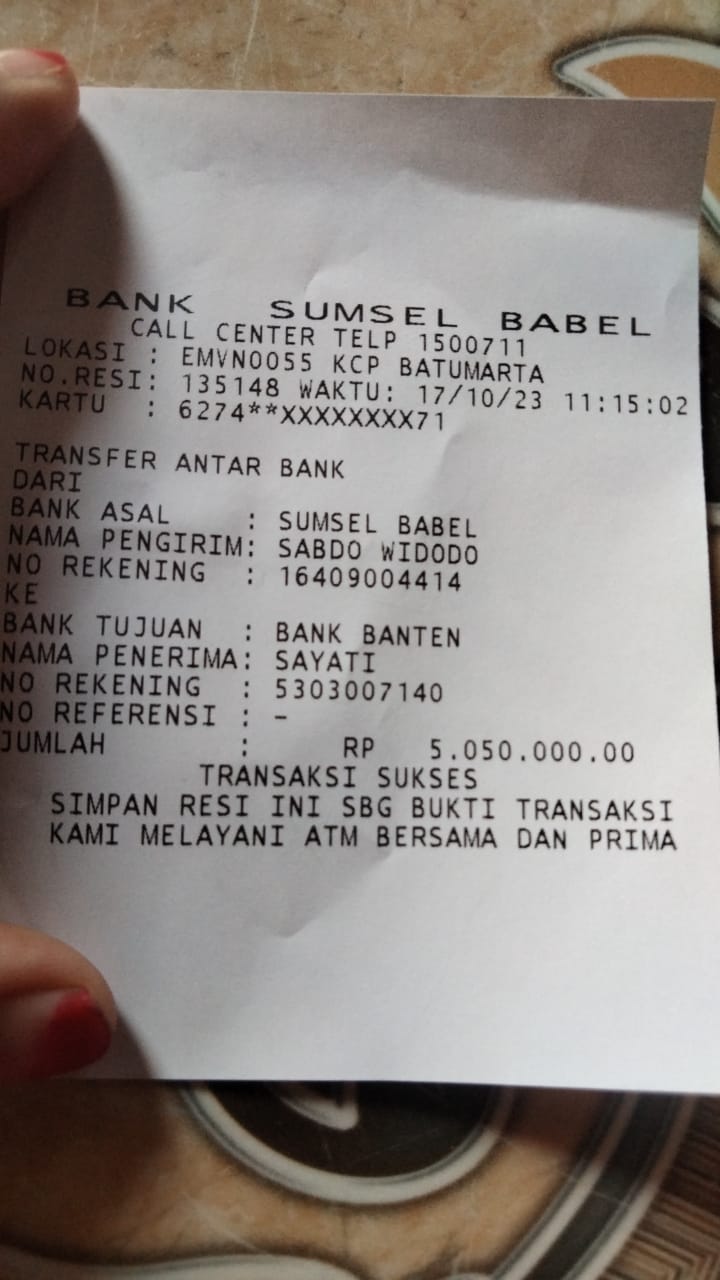 BANK SUMSEL BABEL
CALL CENTER TELP 1500711
LOKASI : EMVN0055 KCP BATUMARTA
NO.RESI: 135148 WAKTU: 17/10/23 11:15:02
KARTU : 6274**XXXXXXXX71
TRANSFER ANTAR BANK
DARI
BANK ASAL : SUMSEL BABEL
NAMA PENGIRIM: SABDO WIDODO
NO REKENING : 16409004414
KE
BANK TUJUAN : BANK BANTEN
NAMA PENERIMA: SAYATI
NO REKENING : 5303007140
NO REFERENSI : -
JUMLAH : RP 5.050.000.00
TRANSAKSI SUKSES
SIMPAN RESI INI SBG BUKTI TRANSAKSI
KAMI MELAYANI ATM BERSAMA DAN PRIMA